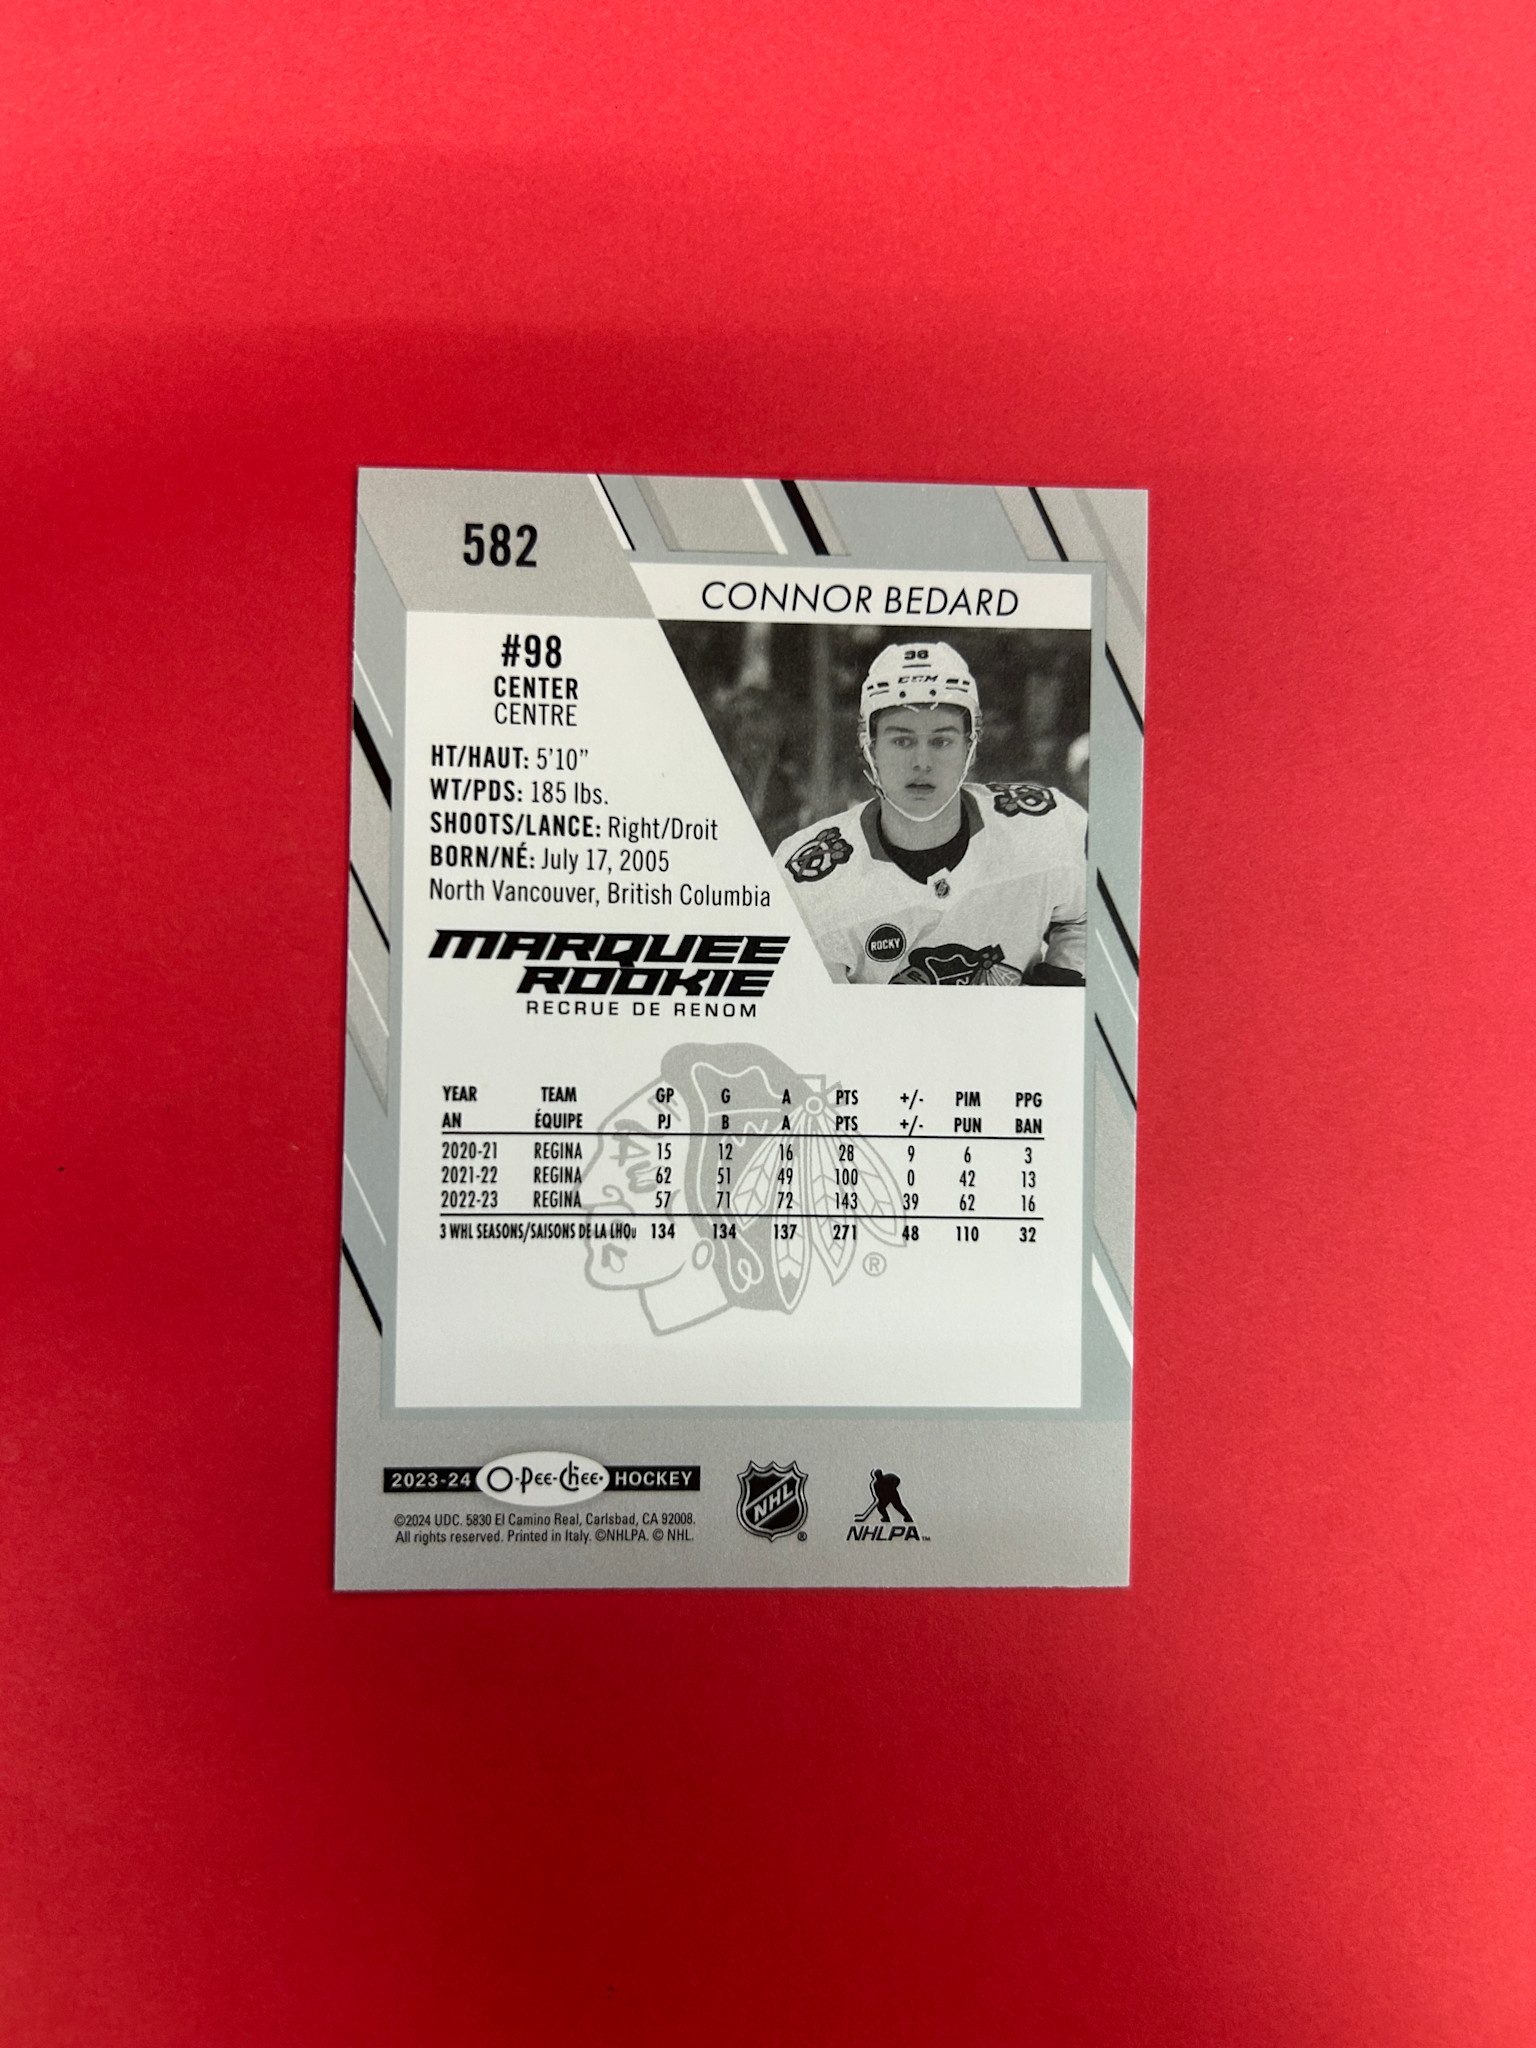 582
CONNOR BEDARD
#98
CENTER
CENTRE
HT/HAUT: 5'10"
WT/PDS: 185 lbs.
SHOOTS/LANCE: Right/Droit
BORN/NÉ: July 17, 2005
North Vancouver, British Columbia
98
CCM
ROCKY
MARQUEE
ROOKIE
RECRUE DE RENOM
YEAR TEAM GP G A PTS +/- PIM PPG
AN ÉQUIPE PJ B A PTS +/- PUN BAN
2020-21 REGINA 15 12 16 28 9 6 3
2021-22 REGINA 62 51 49 100 0 42 13
2022-23 REGINA 57 71 72 143 39 62 16
3 WHL SEASONS/SAISONS DE LA LHOu 134 134 137 271 48 110 32
®
2023-24 O-Pee-Chee HOCKEY
©2024 UDC. 5830 El Camino Real, Carlsbad, CA 92008.
All rights reserved. Printed in Italy. ©NHLPA. © NHL.
NHL ®
NHLPA™